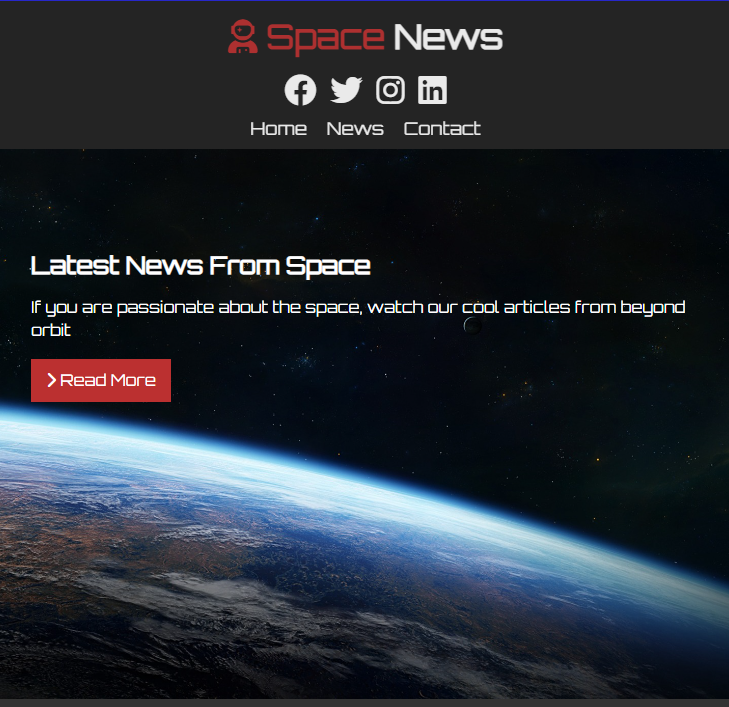 Space News
Home News Contact
Latest News From Space
If you are passionate about the space, watch our cool articles from beyond
orbit
Read More